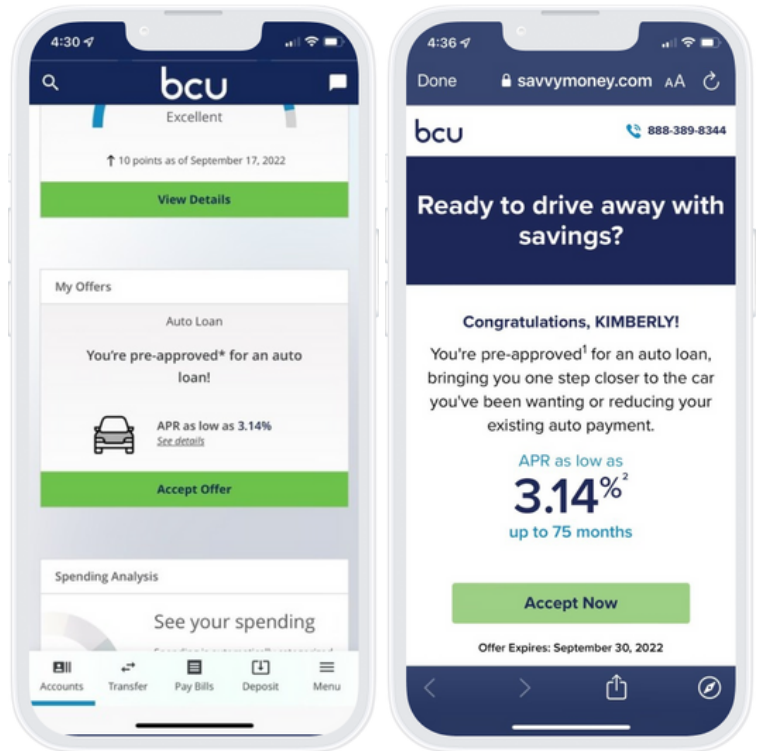 4:30
bcu
Excellent
↑ 10 points as of September 17, 2022
View Details
My Offers
Auto Loan
You're pre-approved* for an auto
loan!
APR as low as 3.14%
See details
Accept Offer
Spending Analysis
See your spending
Accounts
Transfer
Pay Bills
Deposit
Menu
4:36
Done
savvymoney.com
AA
bcu
888-389-8344
Ready to drive away with
savings?
Congratulations, KIMBERLY!
You're pre-approved¹ for an auto loan,
bringing you one step closer to the car
you've been wanting or reducing your
existing auto payment.
APR as low as
3.14%²
up to 75 months
Accept Now
Offer Expires: September 30, 2022